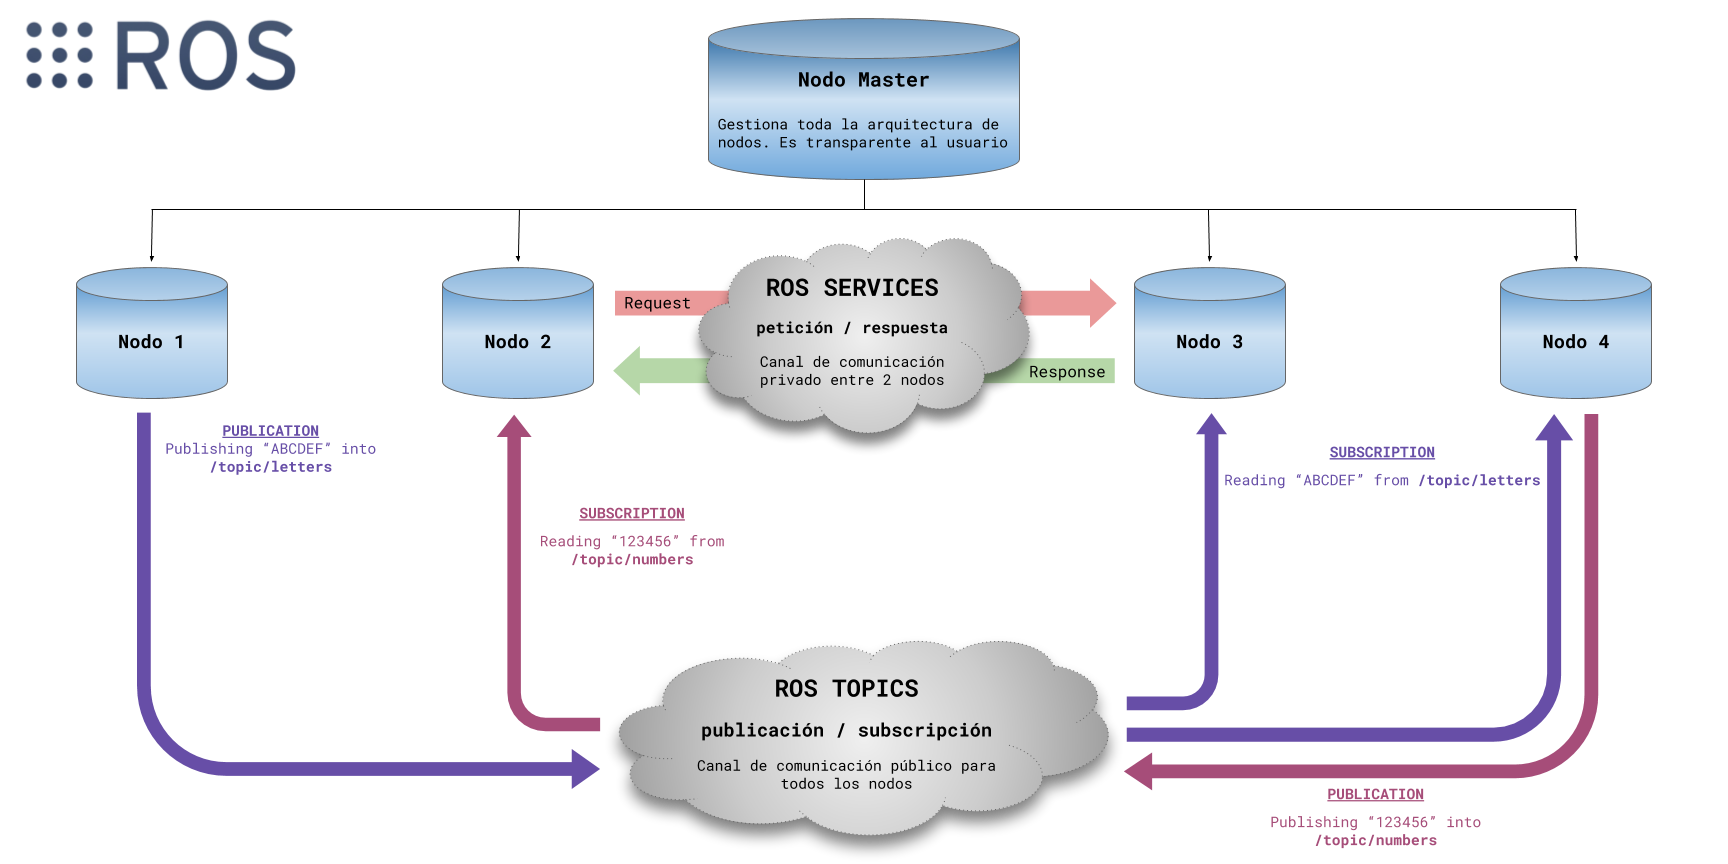 ROS
Nodo Master
Gestiona toda la arquitectura de
nodos. Es transparente al usuario
Nodo 1
Nodo 2
Request
ROS SERVICES
petición / respuesta
Canal de comunicación
privado entre 2 nodos
Response
Nodo 3
Nodo 4
PUBLICATION
Publishing “ABCDEF” into
/topic/letters
SUBSCRIPTION
Reading “123456” from
/topic/numbers
SUBSCRIPTION
Reading “ABCDEF” from /topic/letters
ROS TOPICS
publicación / subscripción
Canal de comunicación público para
todos los nodos
PUBLICATION
Publishing “123456” into
/topic/numbers